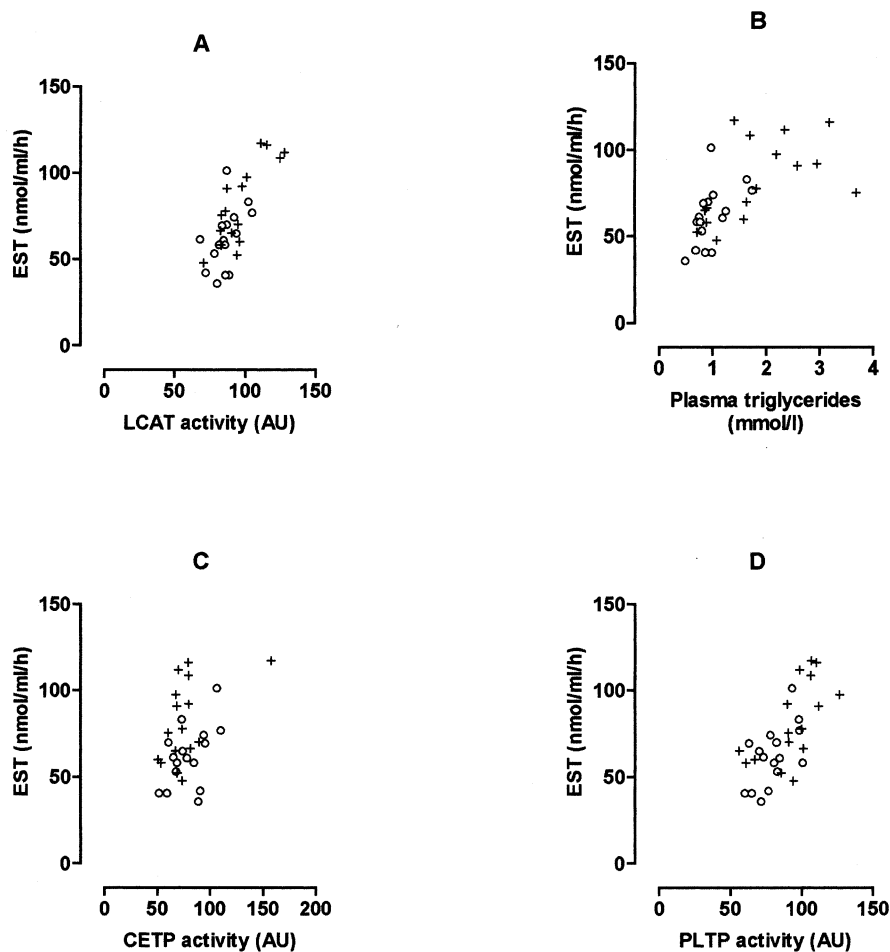 A
EST (nmol/ml/h)
150
100
50
0
0 50 100 150
LCAT activity (AU)
B
EST (nmol/ml/h)
150
100
50
0
0 1 2 3 4
Plasma triglycerides
(mmol/l)
C
EST (nmol/ml/h)
150
100
50
0
0 50 100 150 200
CETP activity (AU)
D
EST (nmol/ml/h)
150
100
50
0
0 50 100 150
PLTP activity (AU)